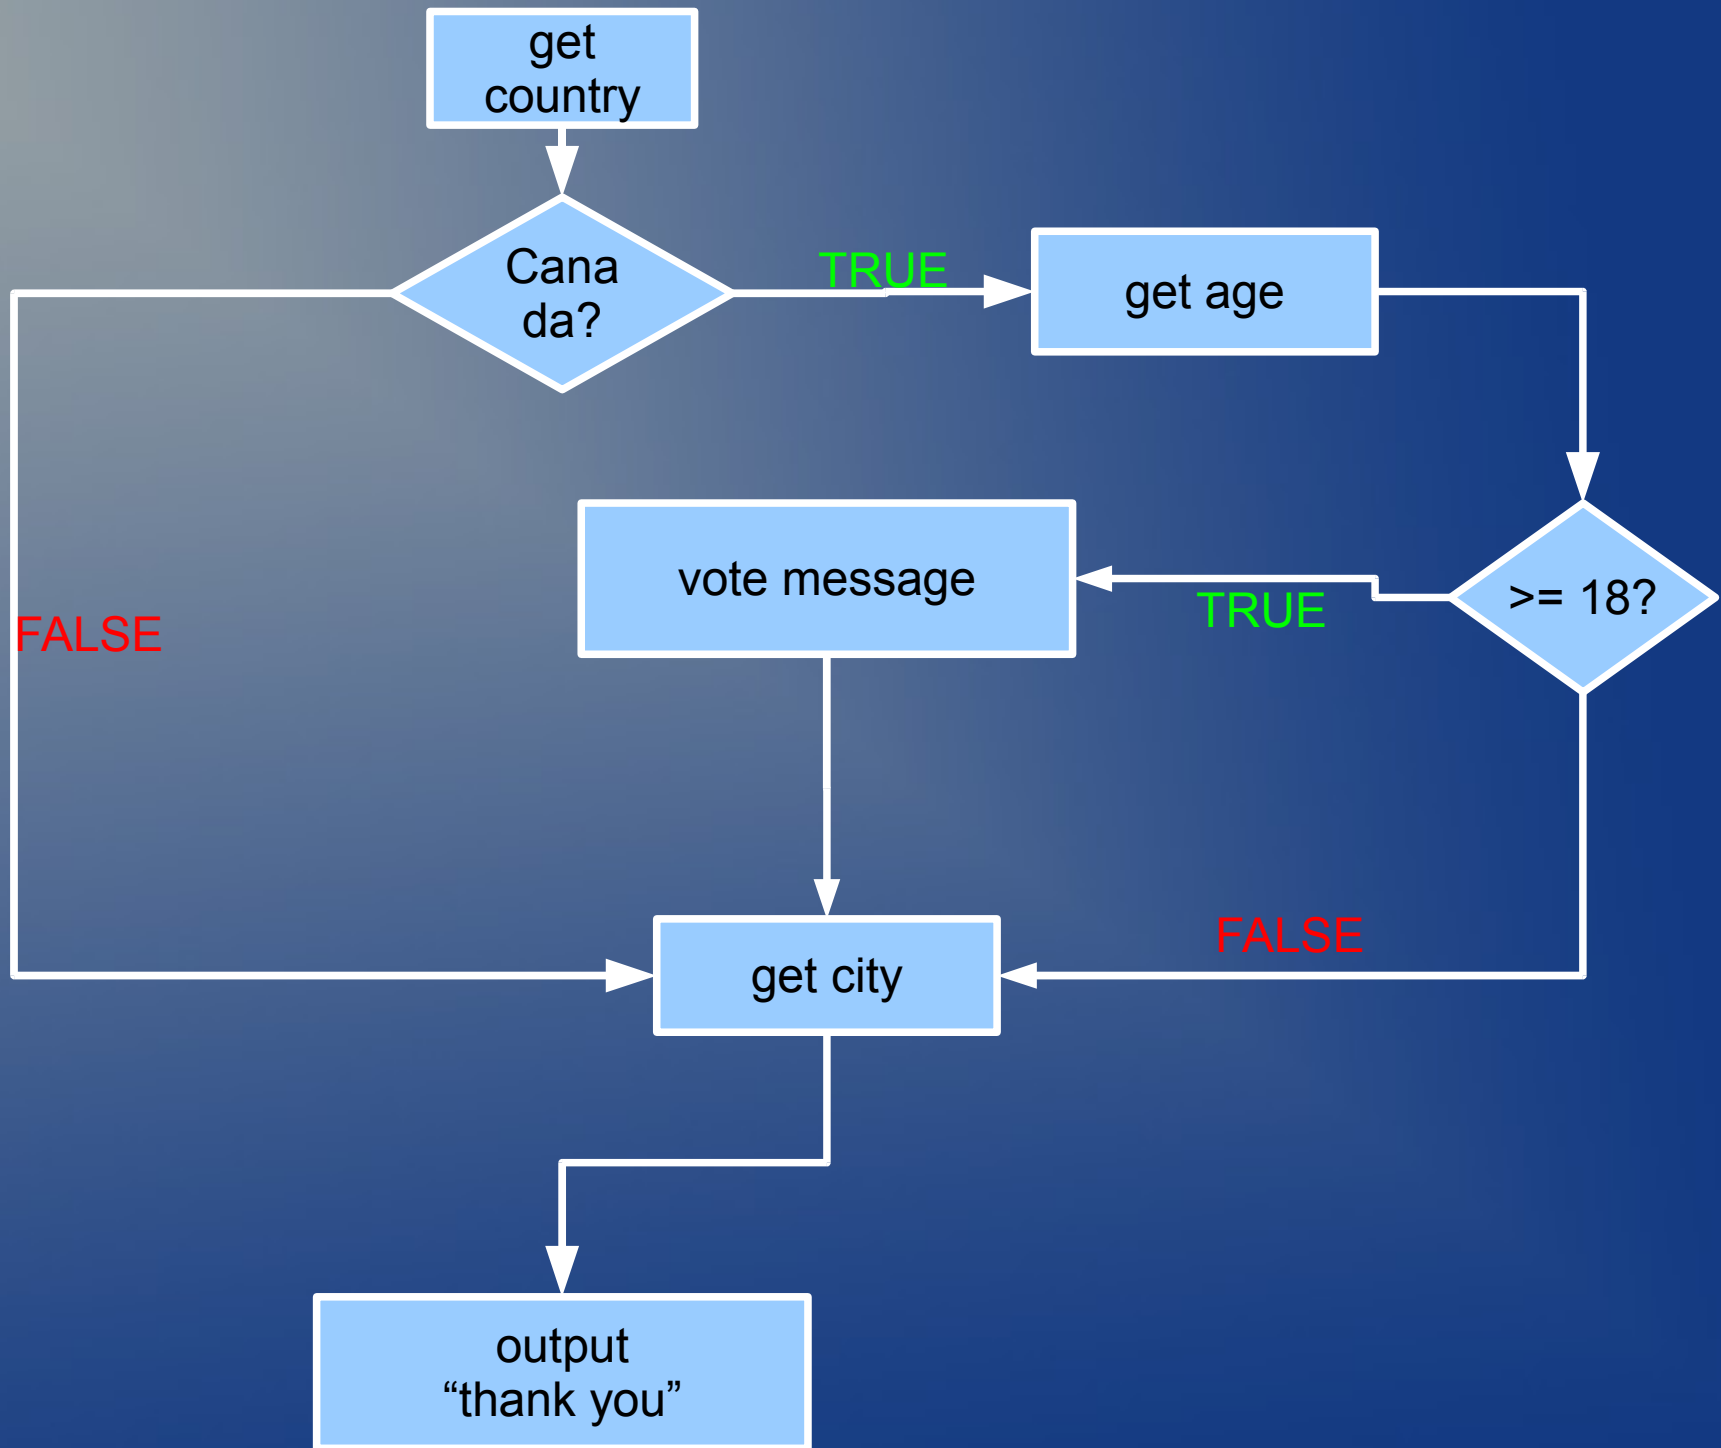 get
country
Cana
da?
TRUE
get age
vote message
TRUE
>= 18?
FALSE
FALSE
get city
output
“thank you”